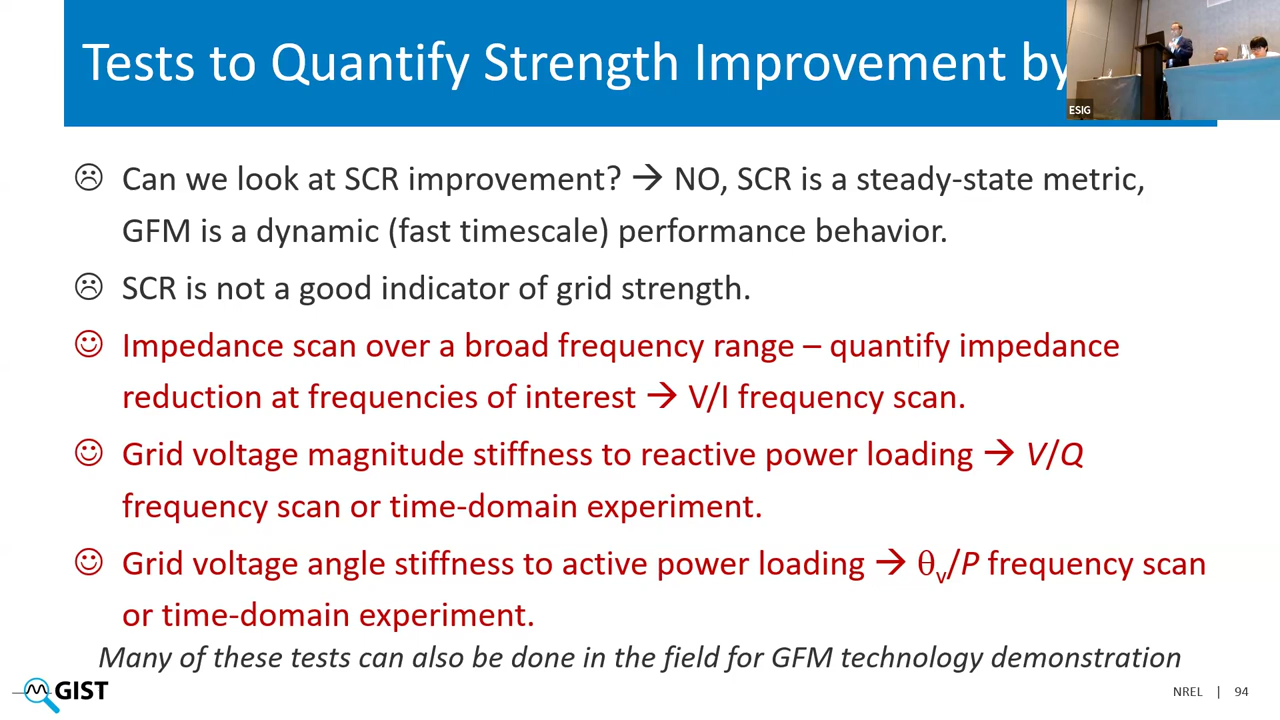 Tests to Quantify Strength Improvement by
ESIG
☹ Can we look at SCR improvement? → NO, SCR is a steady-state metric,
GFM is a dynamic (fast timescale) performance behavior.
☹ SCR is not a good indicator of grid strength.
☺ Impedance scan over a broad frequency range – quantify impedance
reduction at frequencies of interest → V/I frequency scan.
☺ Grid voltage magnitude stiffness to reactive power loading → V/Q
frequency scan or time-domain experiment.
☺ Grid voltage angle stiffness to active power loading → θv/P frequency scan
or time-domain experiment.
Many of these tests can also be done in the field for GFM technology demonstration
GIST
NREL | 94